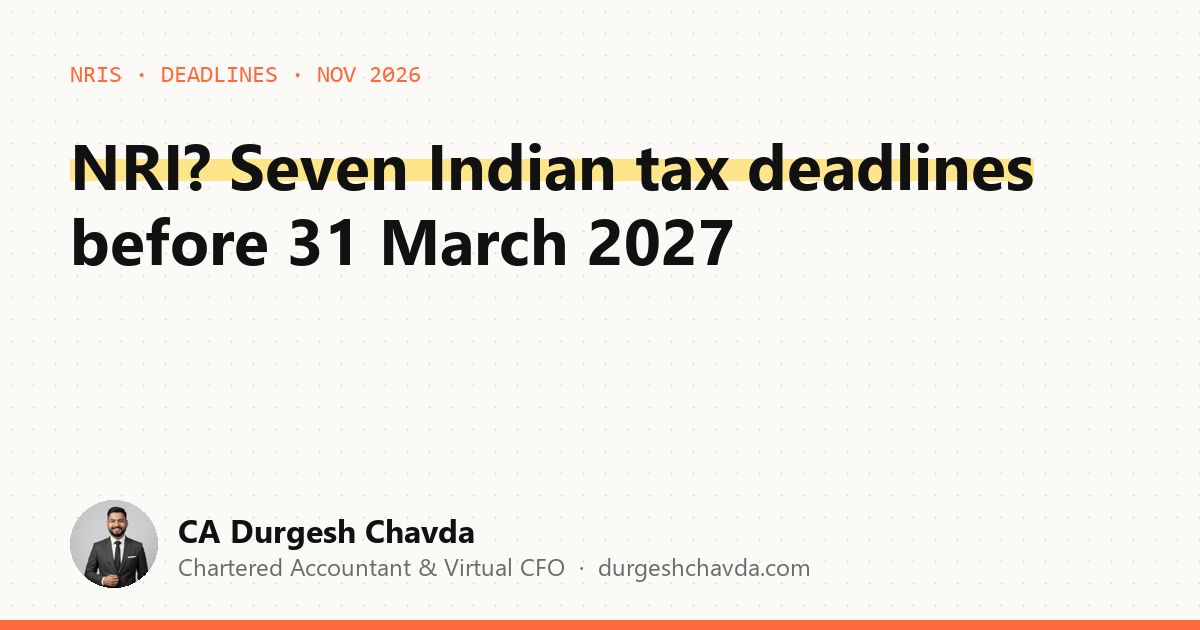 NRIS · DEADLINES · NOV 2026
NRI? Seven Indian tax deadlines
before 31 March 2027
CA Durgesh Chavda
Chartered Accountant & Virtual CFO · durgeshchavda.com